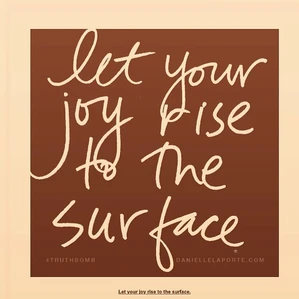 let your
joy rise
to the
surface
#TRUTHBOMB
DANIELLELAPORTE.COM
Let your joy rise to the surface.